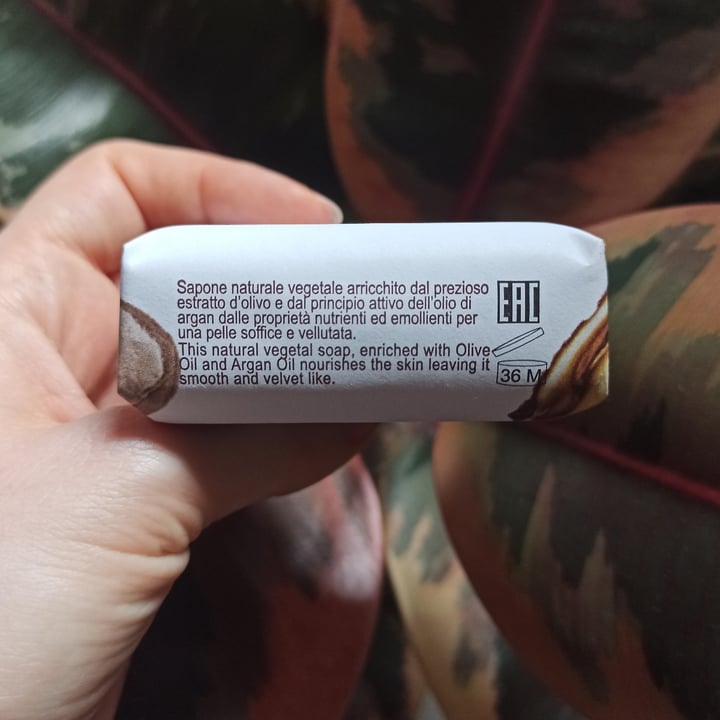 Sapone naturale vegetale arricchito dal prezioso
estratto d'olivo e dal principio attivo dell'olio di
argan dalle proprietà nutrienti ed emollienti per
una pelle soffice e vellutata.
This natural vegetal soap, enriched with Olive
Oil and Argan Oil nourishes the skin leaving it
smooth and velvet like.
EAC
36 M